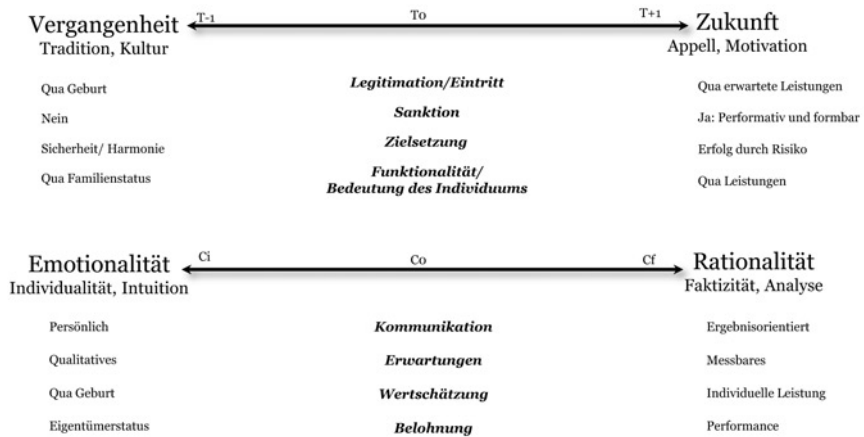 Vergangenheit T-1 To T+1 Zukunft
Tradition, Kultur Appell, Motivation
Qua Geburt Legitimation/Eintritt Qua erwartete Leistungen
Nein Sanktion Ja: Performativ und formbar
Sicherheit/ Harmonie Zielsetzung Erfolg durch Risiko
Qua Familienstatus Funktionalität/ Qua Leistungen
Bedeutung des Individuums
Emotionalität Ci Co Cf Rationalität
Individualität, Intuition Faktizität, Analyse
Persönlich Kommunikation Ergebnisorientiert
Qualitatives Erwartungen Messbares
Qua Geburt Wertschätzung Individuelle Leistung
Eigentümerstatus Belohnung Performance